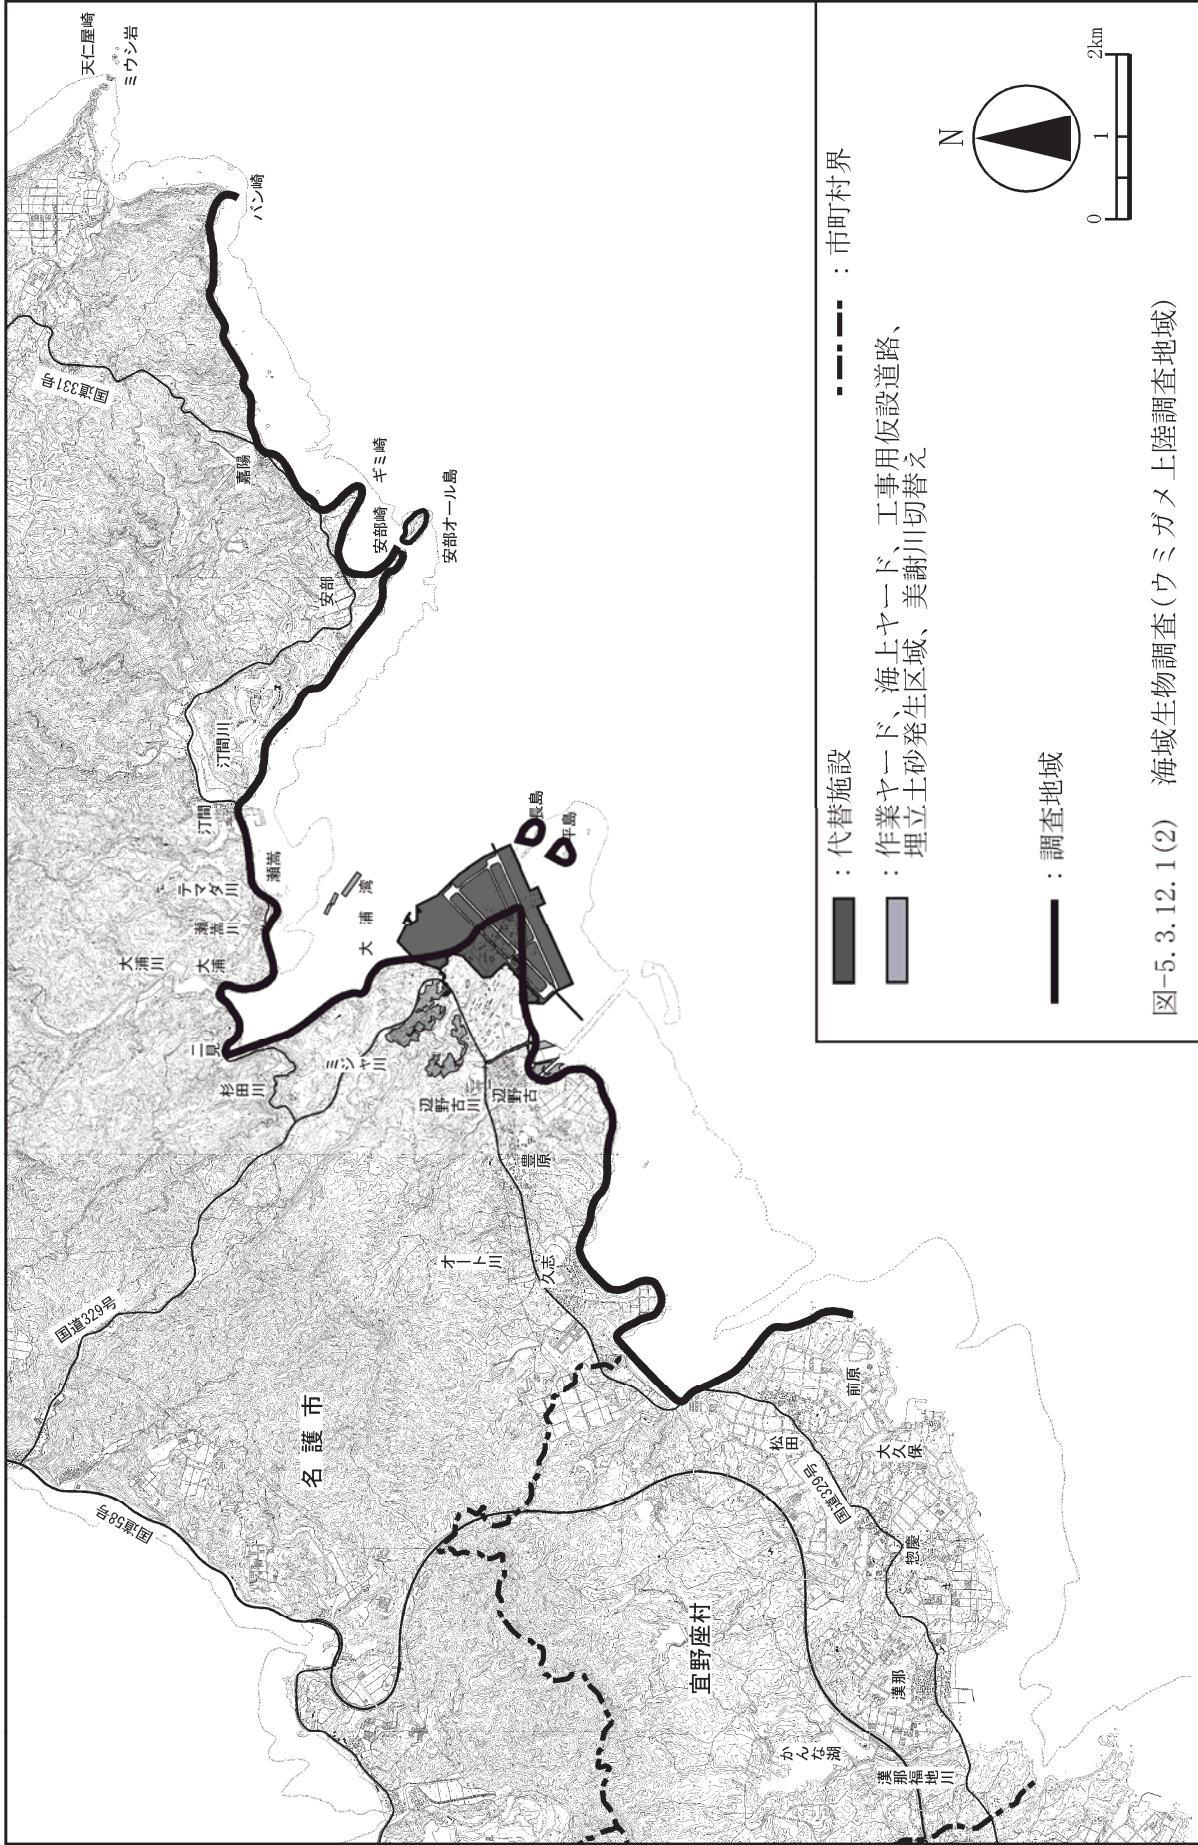 天仁屋崎
ミウシ岩
バン崎
国道331号
嘉陽
ギミ崎
安部崎
安部オール島
安部
汀間川
汀間
テマダ川
瀬嵩
瀬嵩川
大浦川
大浦
大浦湾
長島
平島
二見
杉田川
ミジャ川
辺野古川
辺野古
豊原
オート川
久志
国道329号
国道58号
名護市
宜野座村
松田
前原
大久保
国道329号
惣慶
漢那
かんな湖
漢那福地川
：代替施設
：市町村界
：作業ヤード、海上ヤード、工事用仮設道路、
埋立土砂発生区域、美謝川切替え
：調査地域
N
0 1 2km
図-5.3.12.1(2) 海域生物調査(ウミガメ上陸調査地域)